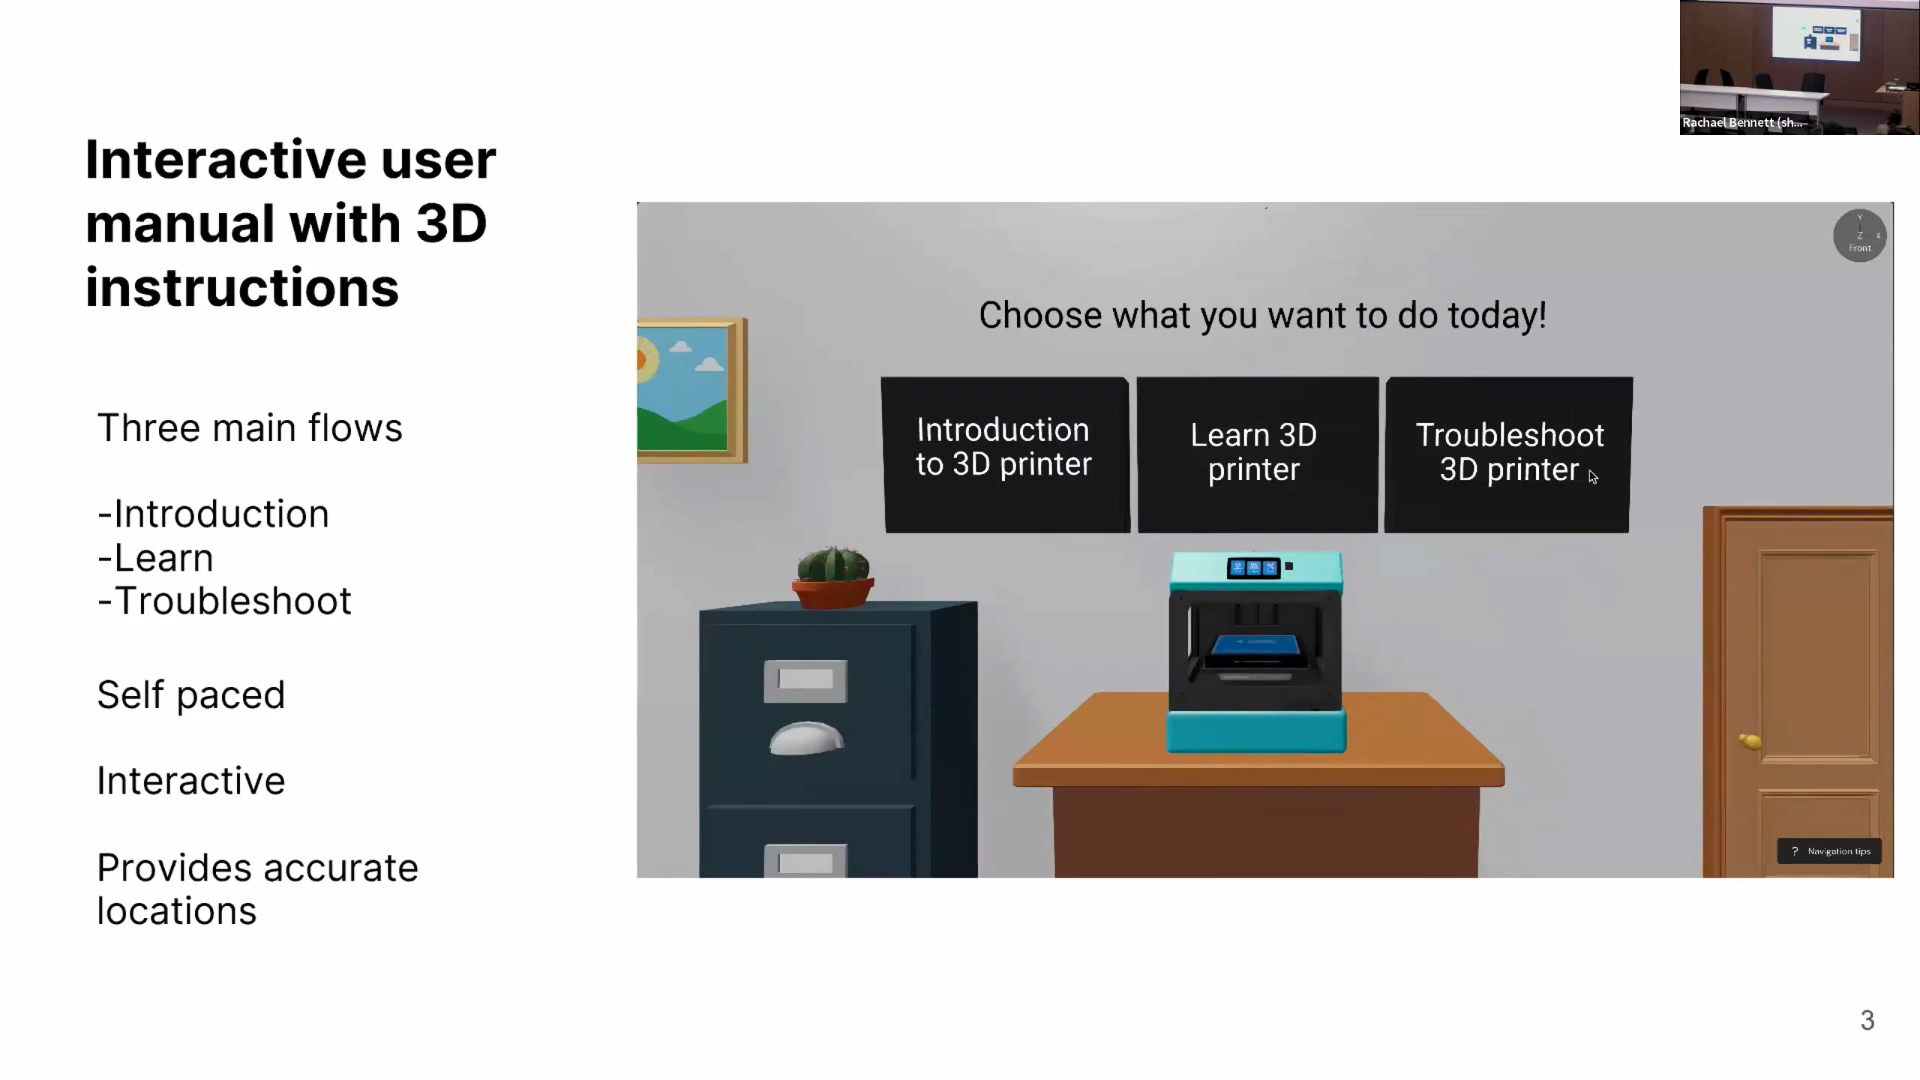 Rachael Bennett (sh...
Interactive user
manual with 3D
instructions
Three main flows
-Introduction
-Learn
-Troubleshoot
Self paced
Interactive
Provides accurate
locations
Y
Z X
Front
Choose what you want to do today!
Introduction
to 3D printer
Learn 3D
printer
Troubleshoot
3D printer
? Navigation tips
3